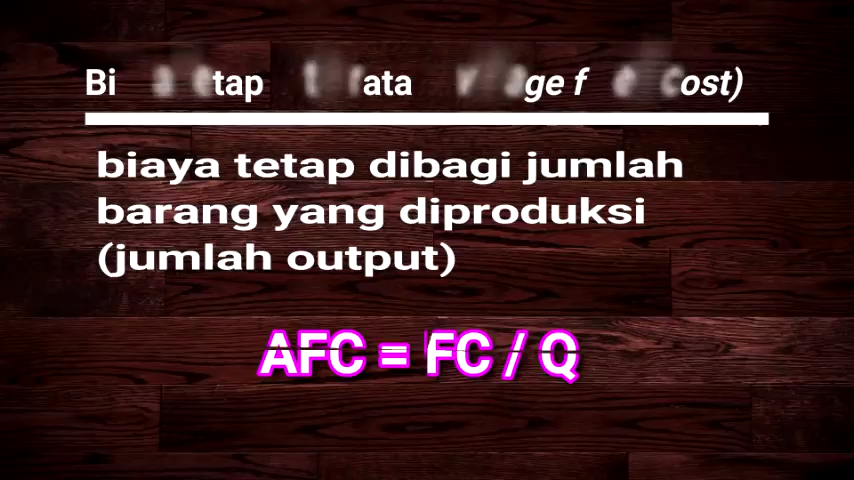 biaya tetap dibagi jumlah
barang yang diproduksi
(jumlah output)
AFC = FC / Q